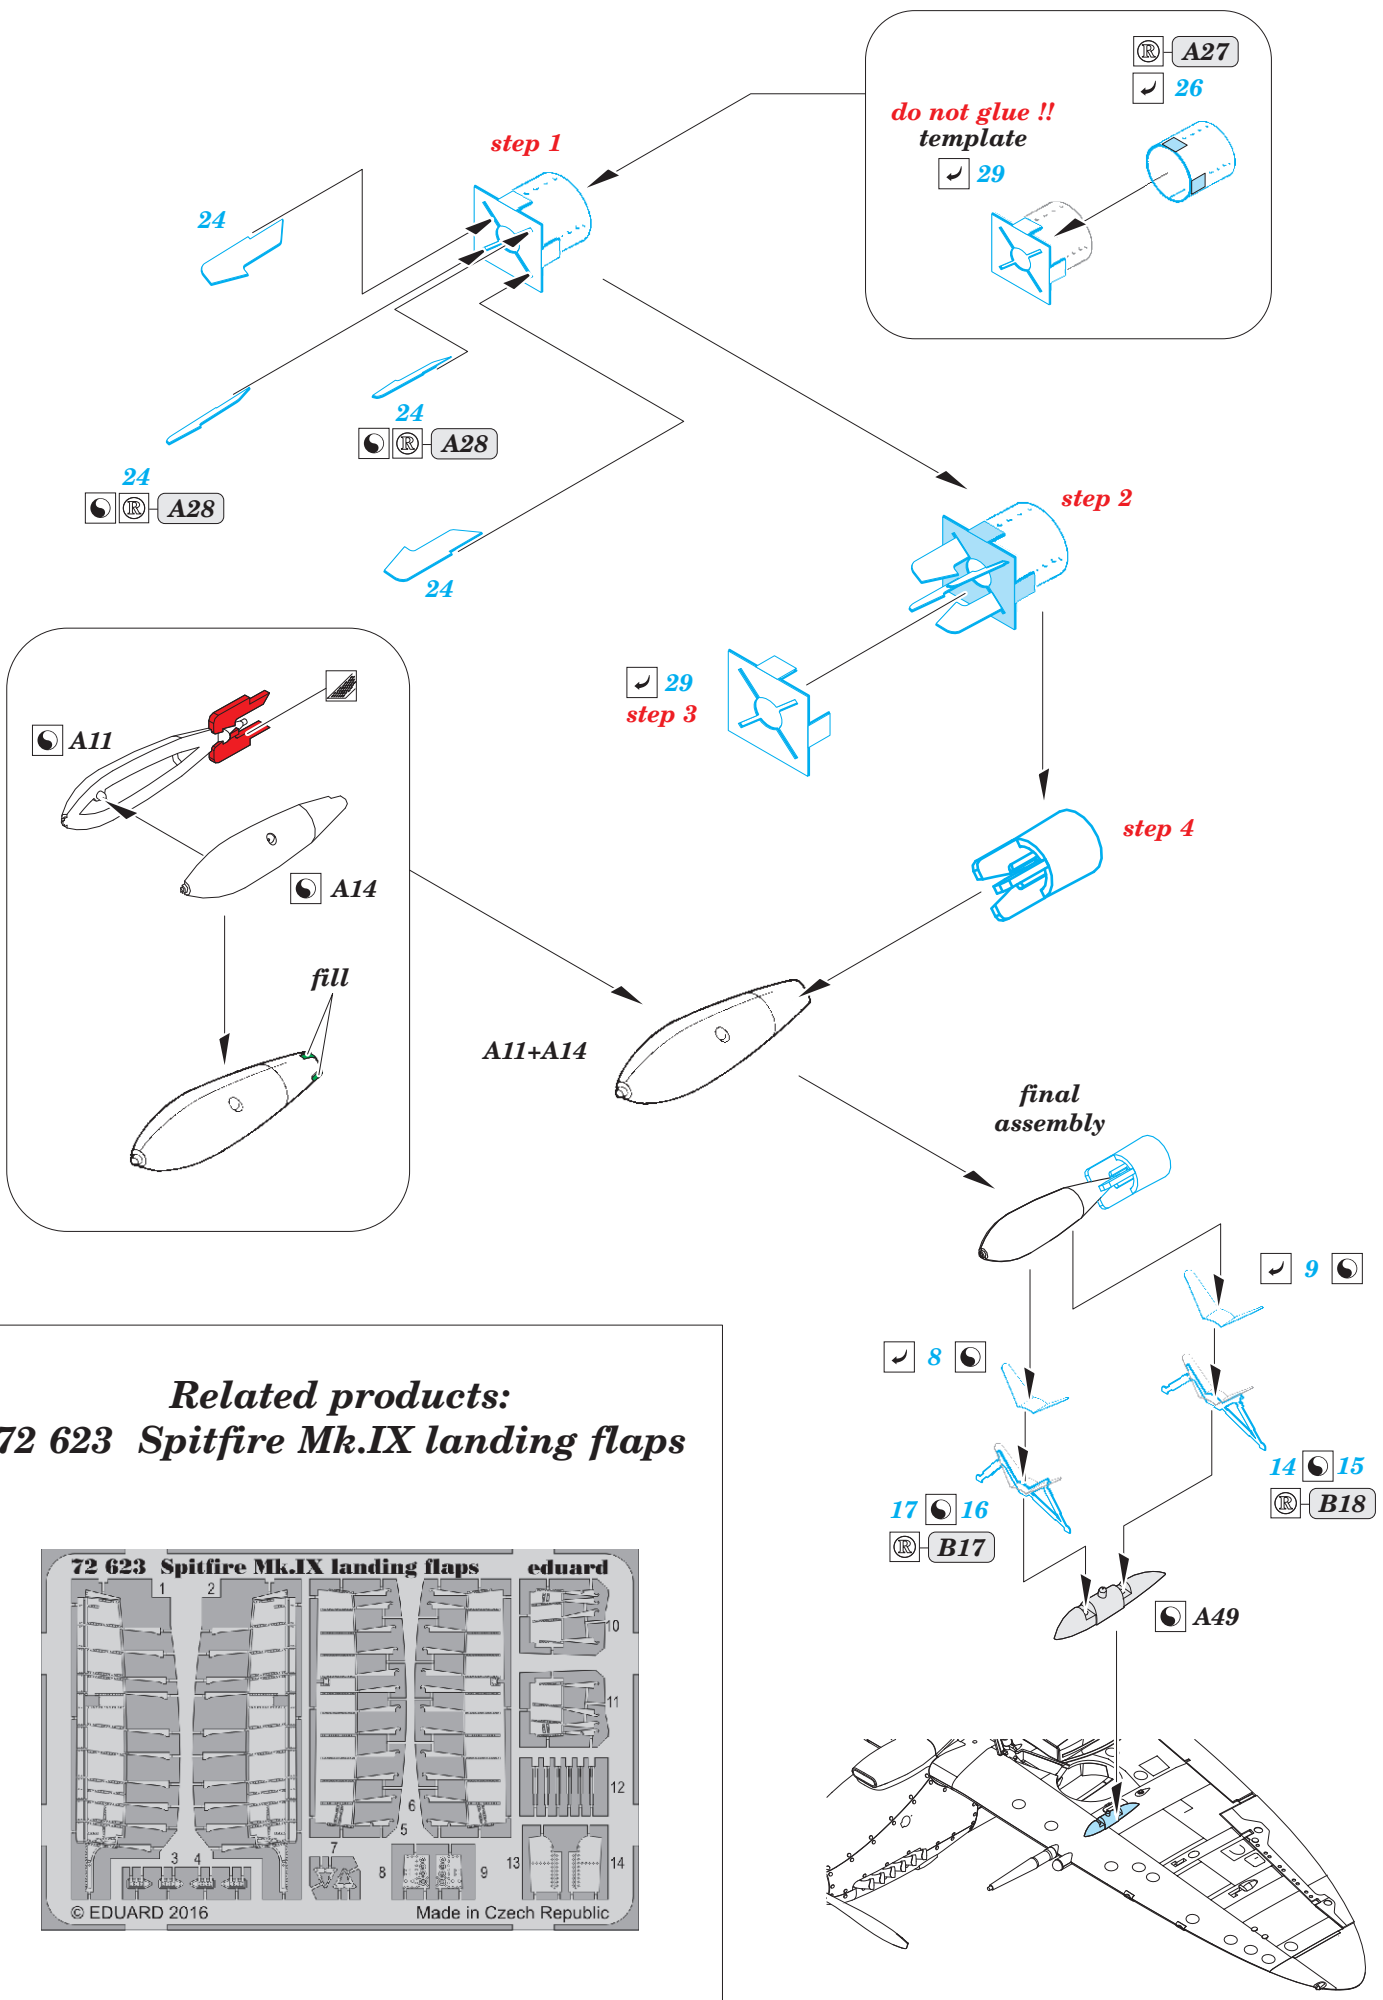 A27
26
do not glue !!
template
29
step 1
24
24
A28
24
A28
24
step 2
29
step 3
step 4
A11
A14
fill
A11+A14
final
assembly
9
8
14 15
B18
17 16
B17
A49
Related products:
72 623 Spitfire Mk.IX landing flaps
72 623 Spitfire Mk.IX landing flaps eduard
1 2
10
11
12
6
5
3 4 7 8 9 13 14
© EDUARD 2016 Made in Czech Republic